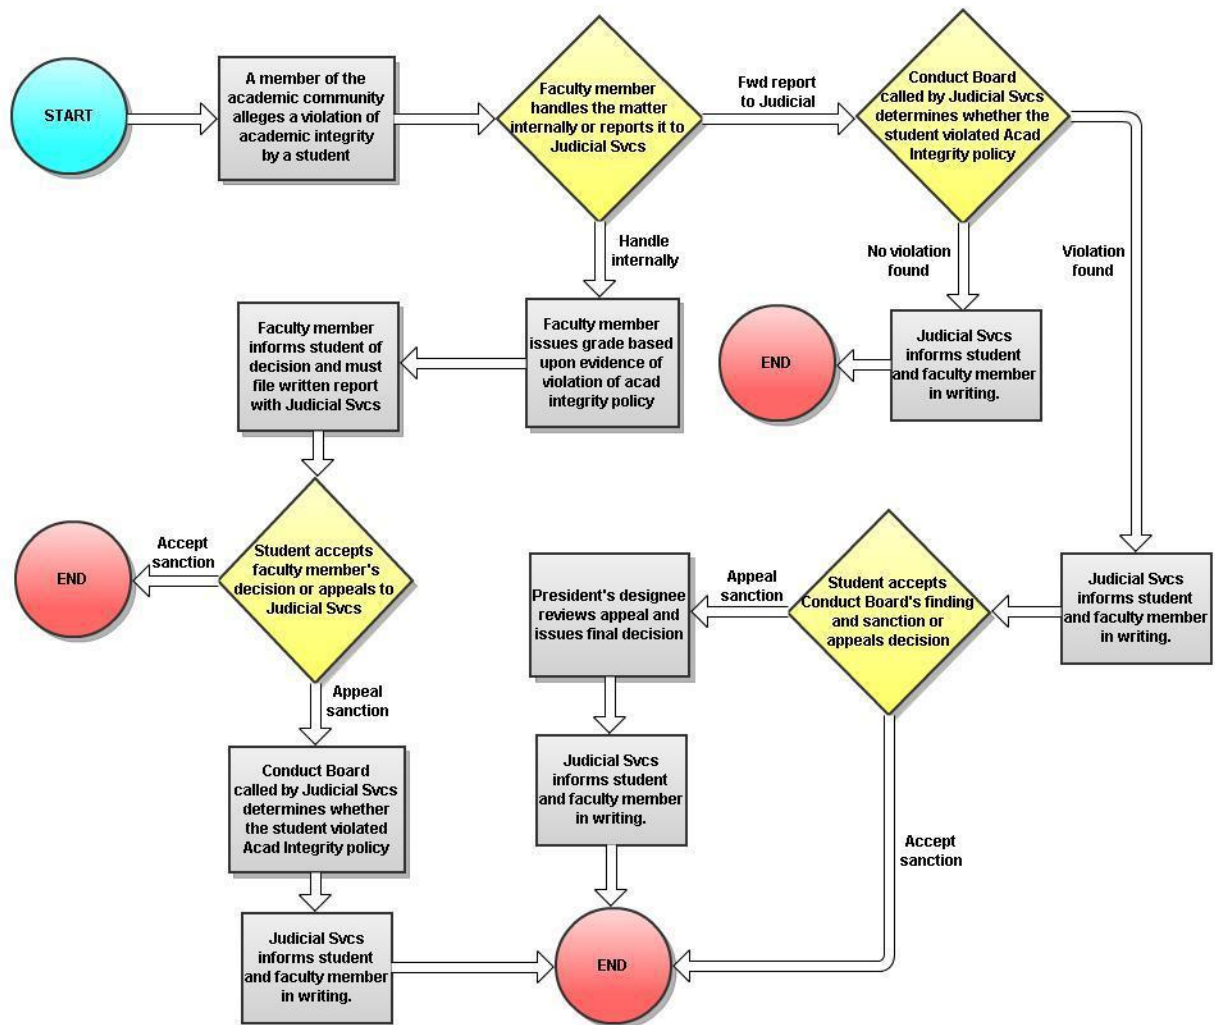 START
A member of the
academic community
alleges a violation of
academic integrity
by a student
Faculty member
handles the matter
internally or reports it to
Judicial Svcs
Fwd report
to Judicial
Conduct Board
called by Judicial Svcs
determines whether the
student violated Acad
Integrity policy
Handle
internally
No violation
found
Violation
found
Faculty member
informs student of
decision and must
file written report
with Judicial Svcs
Faculty member
issues grade based
upon evidence of
violation of acad
integrity policy
END
Judicial Svcs
informs student
and faculty member
in writing.
END
Accept
sanction
Student accepts
faculty member's
decision or appeals to
Judicial Svcs
President's designee
reviews appeal and
issues final decision
Appeal
sanction
Student accepts
Conduct Board's finding
and sanction or
appeals decision
Judicial Svcs
informs student
and faculty member
in writing.
Appeal
sanction
Conduct Board
called by Judicial Svcs
determines whether
the student violated
Acad Integrity policy
Judicial Svcs
informs student
and faculty member
in writing.
Accept
sanction
Judicial Svcs
informs student
and faculty member
in writing.
END